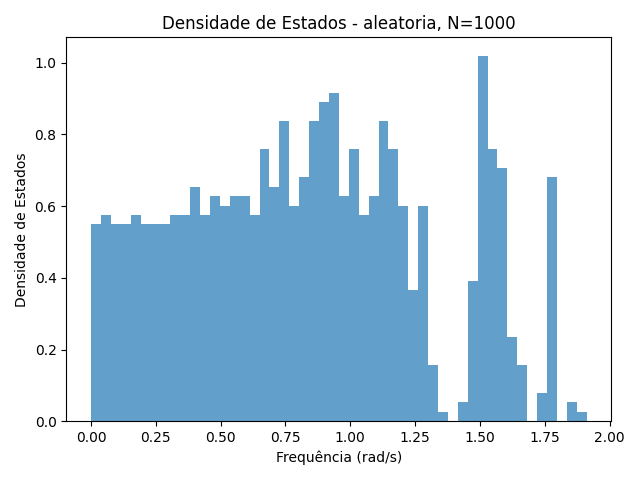 Densidade de Estados - aleatoria, N=1000
Densidade de Estados
1.0
0.8
0.6
0.4
0.2
0.0
0.00 0.25 0.50 0.75 1.00 1.25 1.50 1.75 2.00
Frequência (rad/s)